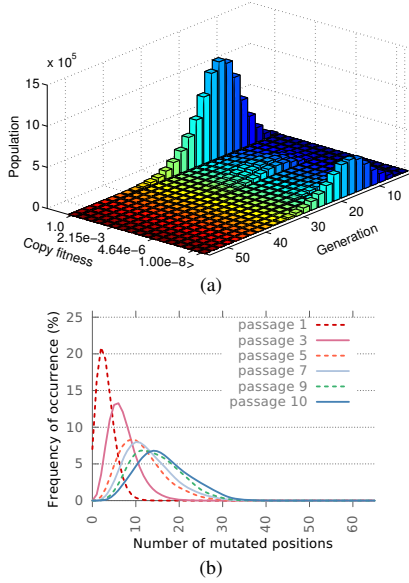 x 10^5
15
10
5
0
Population
1.0
2.15e−3
4.64e−6
1.00e−8>
Copy fitness
50
40
30
20
10
Generation
(a)
25
20
15
10
5
0
Frequency of occurrence (%)
passage 1
passage 3
passage 5
passage 7
passage 9
passage 10
0
10
20
30
40
50
60
Number of mutated positions
(b)